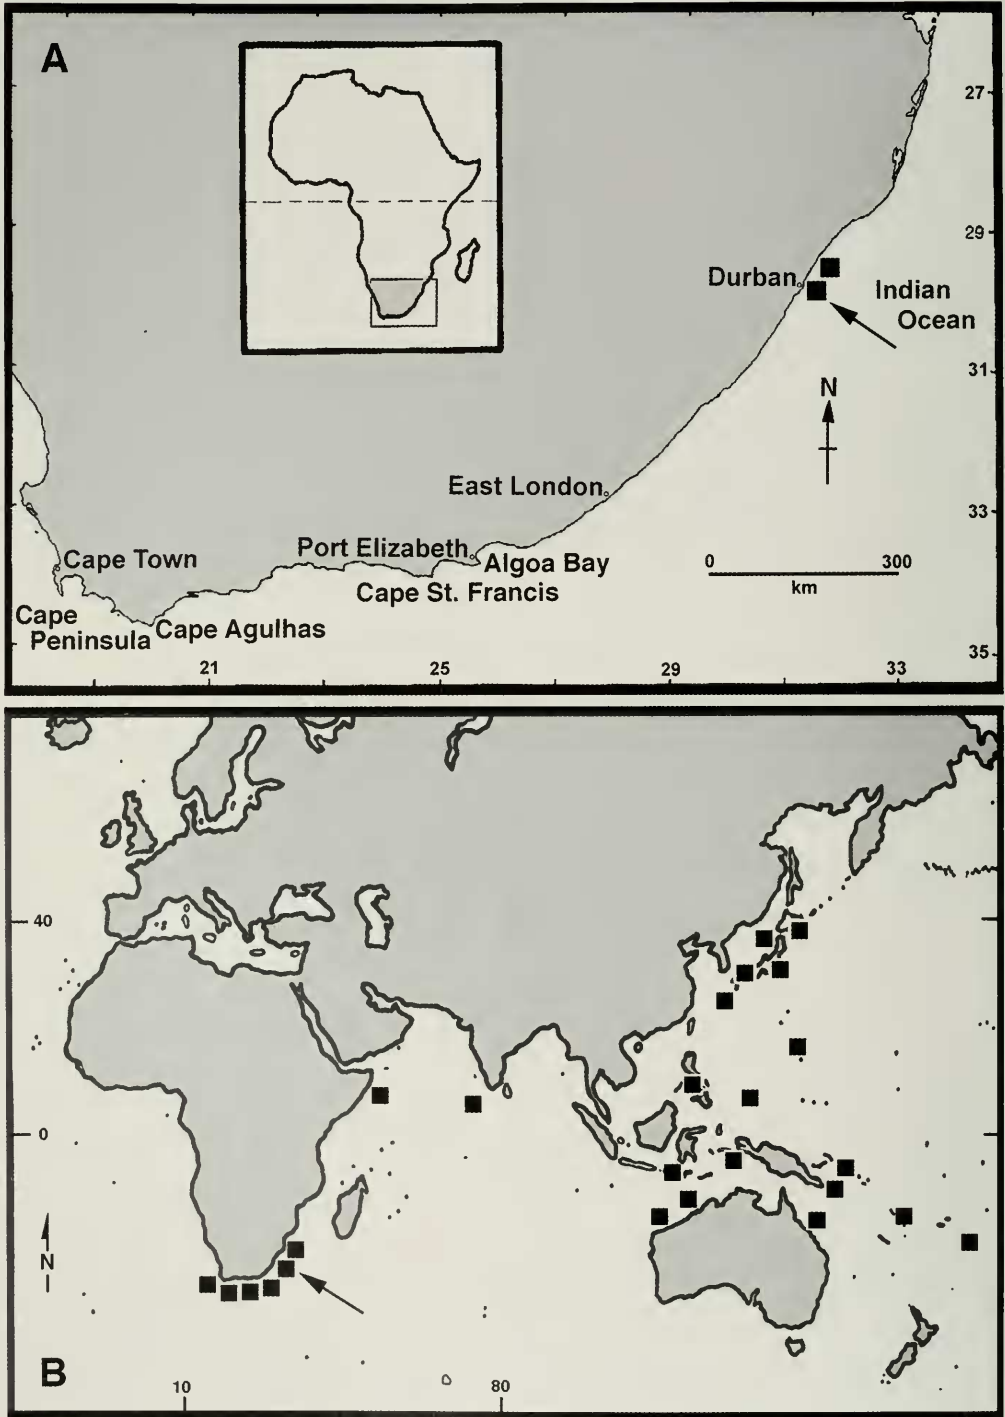 A
27
29
Durban
Indian
Ocean
31
N
East London
33
Port Elizabeth
Algoa Bay
Cape Town
0 300
km
Cape St. Francis
Cape
Peninsula
Cape Agulhas
35
21 25 29 33
40
0
N
B
10 80